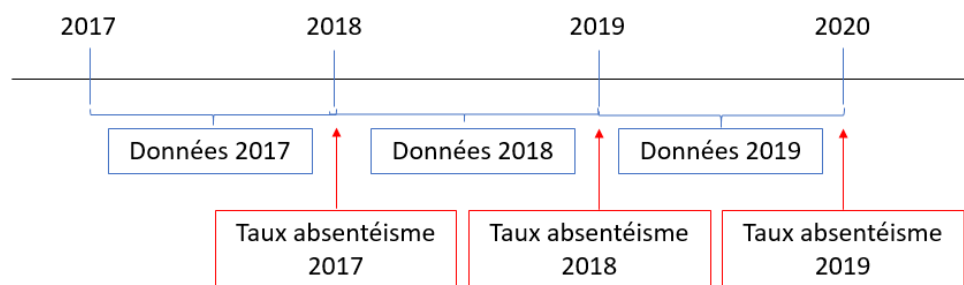 2017 2018 2019 2020
Données 2017 Données 2018 Données 2019
Taux absentéisme Taux absentéisme Taux absentéisme
2017 2018 2019